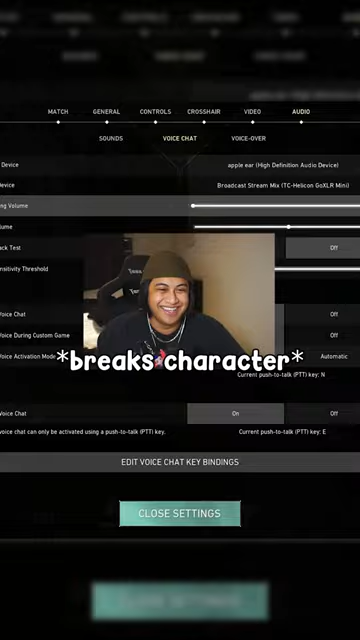 MATCH GENERAL CONTROLS CROSSHAIR VIDEO AUDIO
SOUNDS VOICE CHAT VOICE-OVER
Device apple ear (High Definition Audio Device)
Device Broadcast Stream Mix (TC-Helicon GoXLR Mini)
ng Volume
lume
ack Test Off
nsitivity Threshold
Voice Chat Off
Voice During Custom Game Off
Voice Activation Mode Automatic
*breaks character*
Current push-to-talk (PTT) key: N
Voice Chat On Off
voice chat can only be activated using a push-to-talk (PTT) key. Current push-to-talk (PTT) key: E
EDIT VOICE CHAT KEY BINDINGS
CLOSE SETTINGS